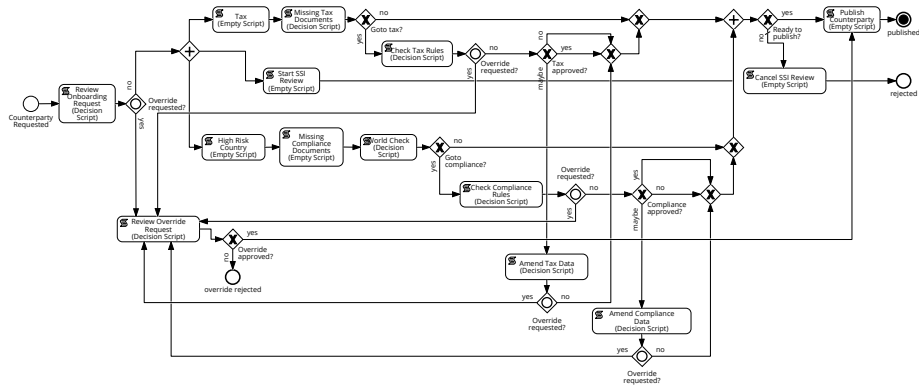 Tax
(Empty Script)
Missing Tax
Documents
(Decision Script)
no
Goto tax?
yes
Publish
Counterparty
(Empty Script)
published
yes
Ready to
publish?
no
Check Tax Rules
(Decision Script)
Override
requested?
no
yes
no
yes
Tax
approved?
maybe
Start SSI
Review
(Empty Script)
Cancel SSI Review
(Empty Script)
rejected
Review
Onboarding
Request
(Decision
Script)
Counterparty
Requested
no
Override
requested?
yes
High Risk
Country
(Empty Script)
Missing
Compliance
Documents
(Empty Script)
World Check
(Decision
Script)
no
Goto
compliance?
yes
Check Compliance
Rules
(Decision Script)
Override
requested?
no
yes
yes
no
Compliance
approved?
maybe
Review Override
Request
(Decision Script)
yes
Override
approved?
no
override rejected
Amend Tax Data
(Decision Script)
yes
no
Override
requested?
Amend Compliance
Data
(Decision Script)
yes
no
Override
requested?